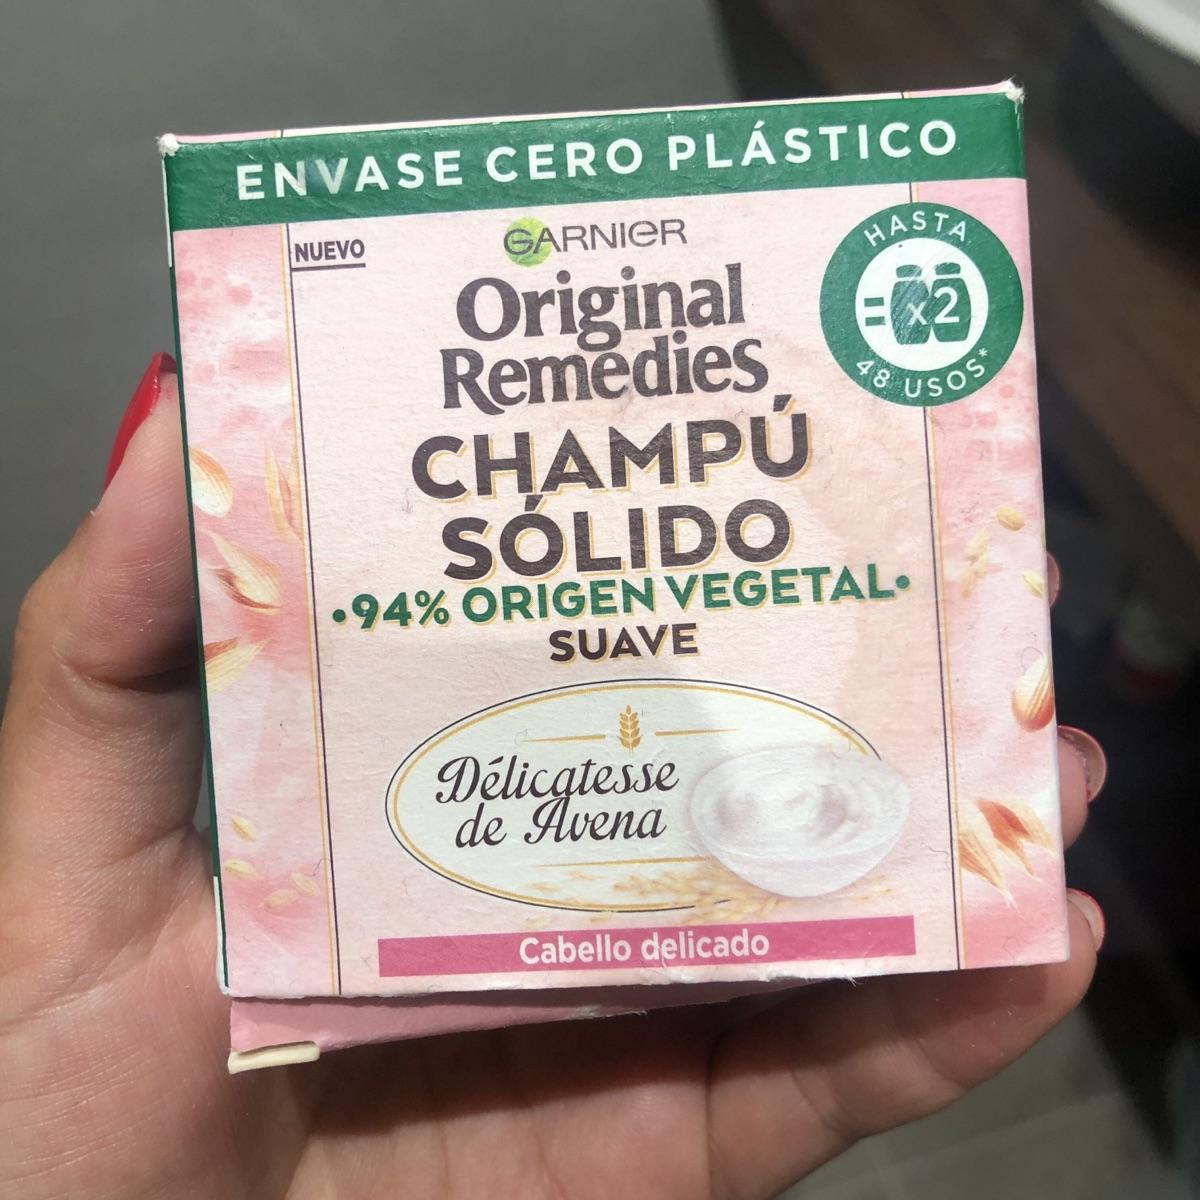 ENVASE CERO PLÁSTICO
NUEVO
GARNIER
HASTA
= x2
48 USOS*
Original
Remedies
CHAMPÚ
SÓLIDO
•94% ORIGEN VEGETAL•
SUAVE
Délicatesse
de Avena
Cabello delicado